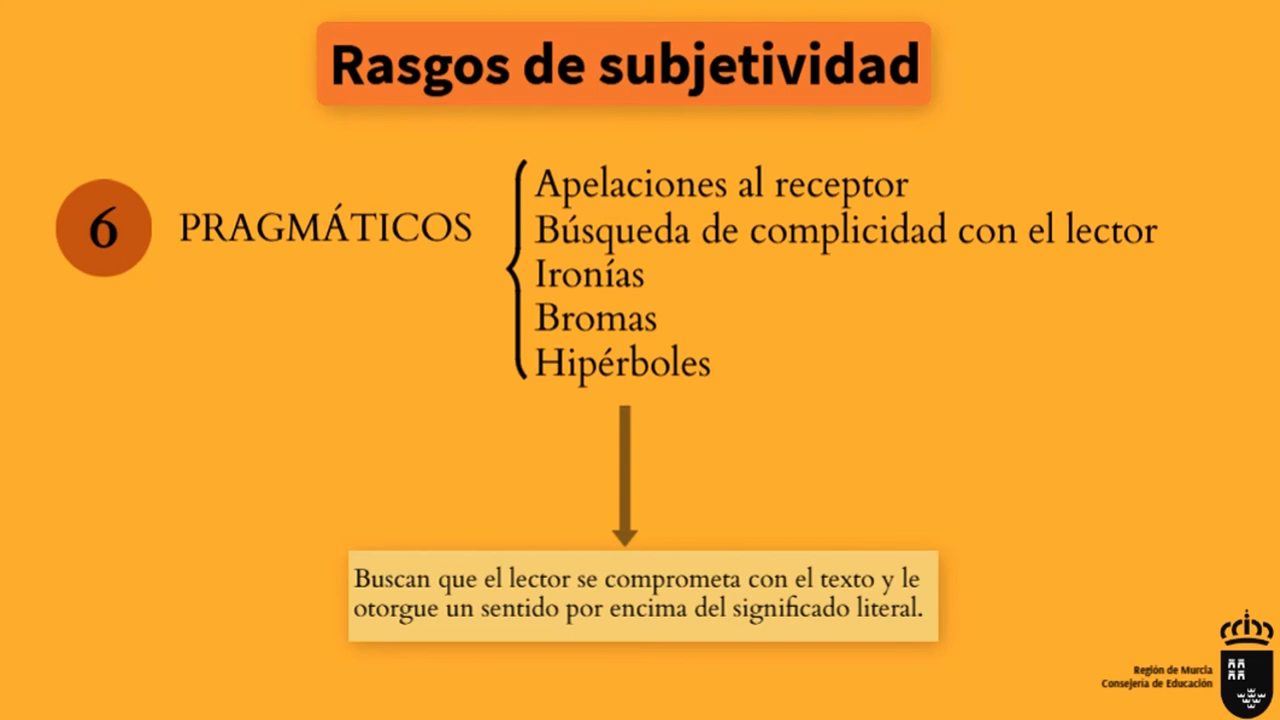 Rasgos de subjetividad
6
PRAGMÁTICOS
Apelaciones al receptor
Búsqueda de complicidad con el lector
Ironías
Bromas
Hipérboles
Buscan que el lector se comprometa con el texto y le
otorgue un sentido por encima del significado literal.
Región de Murcia
Consejería de Educación